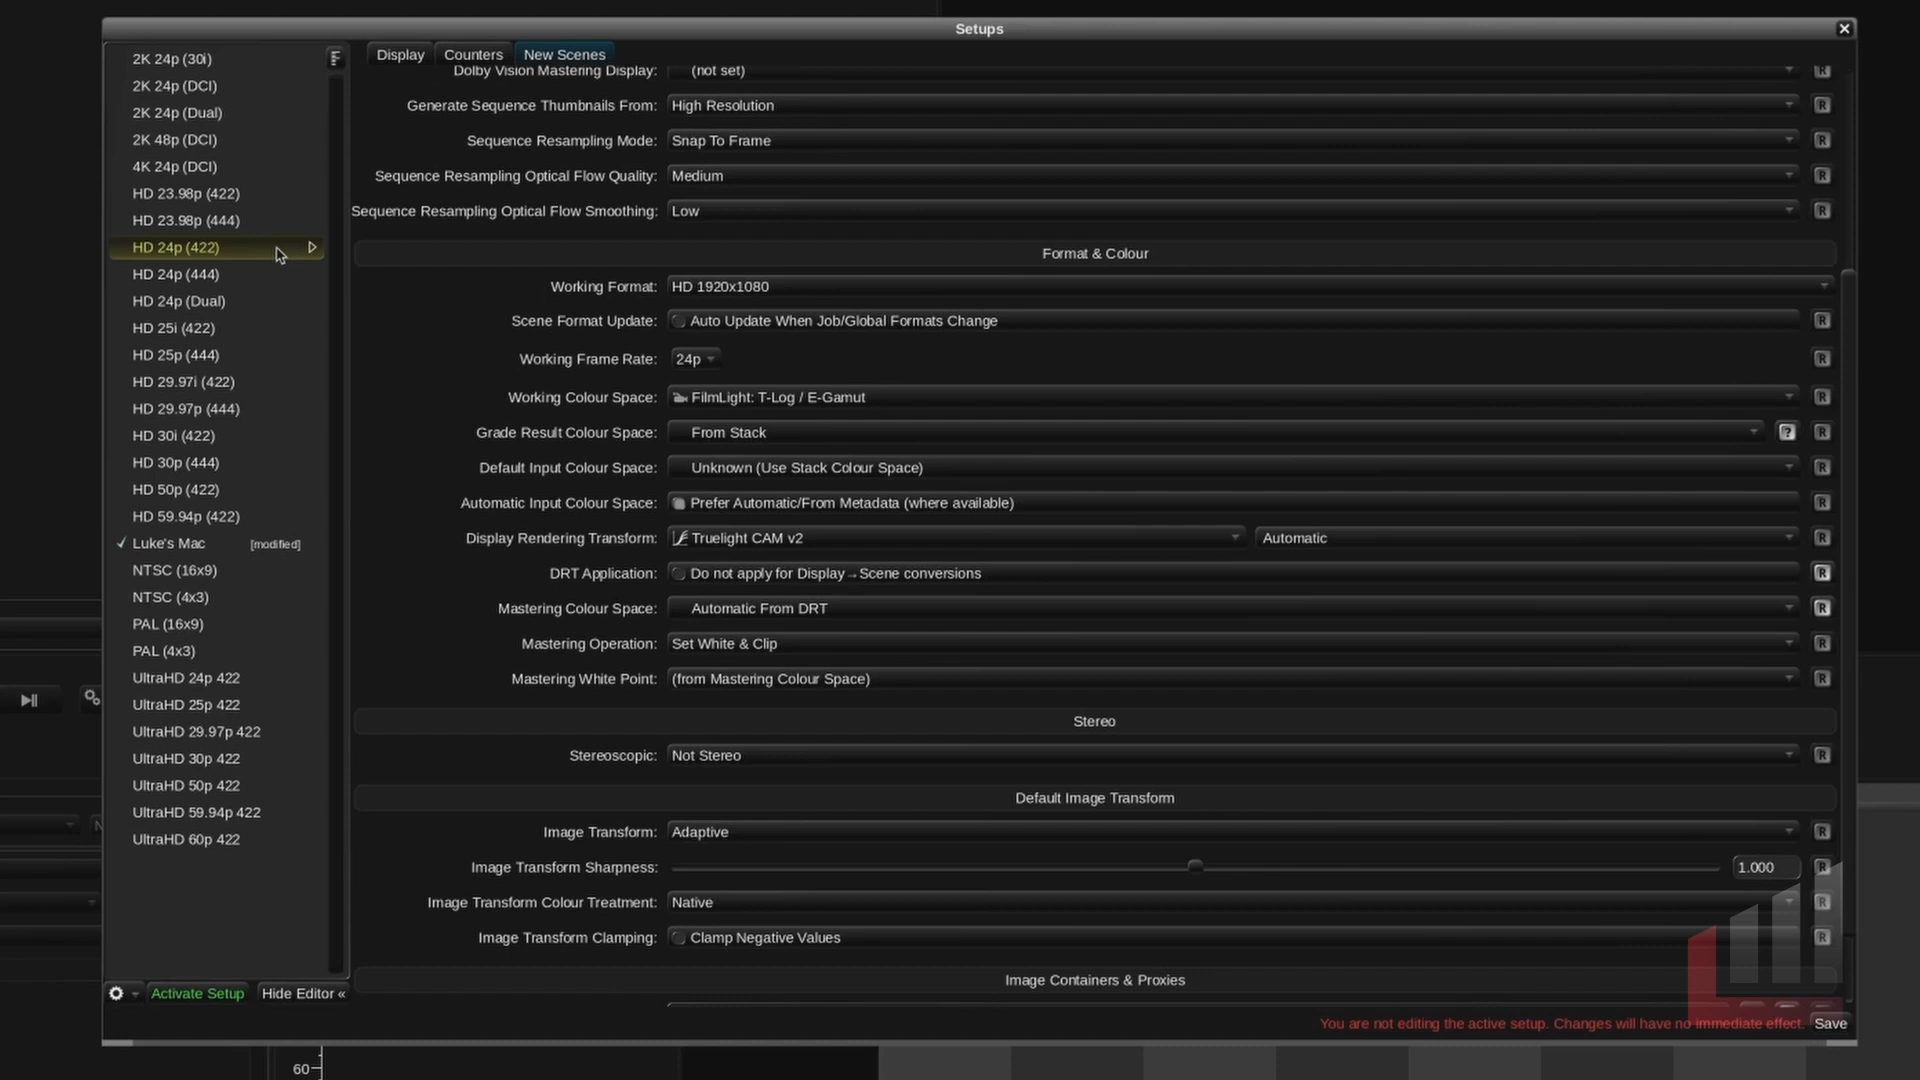 Setups
2K 24p (30i)
2K 24p (DCI)
2K 24p (Dual)
2K 48p (DCI)
4K 24p (DCI)
HD 23.98p (422)
HD 23.98p (444)
HD 24p (422)
HD 24p (444)
HD 24p (Dual)
HD 25i (422)
HD 25p (444)
HD 29.97i (422)
HD 29.97p (444)
HD 30i (422)
HD 30p (444)
HD 50p (422)
HD 59.94p (422)
Luke's Mac [modified]
NTSC (16x9)
NTSC (4x3)
PAL (16x9)
PAL (4x3)
UltraHD 24p 422
UltraHD 25p 422
UltraHD 29.97p 422
UltraHD 30p 422
UltraHD 50p 422
UltraHD 59.94p 422
UltraHD 60p 422
Activate Setup Hide Editor «
Display Counters New Scenes
Dolby Vision Mastering Display: (not set) R
Generate Sequence Thumbnails From: High Resolution R
Sequence Resampling Mode: Snap To Frame R
Sequence Resampling Optical Flow Quality: Medium R
Sequence Resampling Optical Flow Smoothing: Low R
Format & Colour
Working Format: HD 1920x1080
Scene Format Update: Auto Update When Job/Global Formats Change R
Working Frame Rate: 24p R
Working Colour Space: FilmLight: T-Log / E-Gamut R
Grade Result Colour Space: From Stack ? R
Default Input Colour Space: Unknown (Use Stack Colour Space) R
Automatic Input Colour Space: Prefer Automatic/From Metadata (where available) R
Display Rendering Transform: Truelight CAM v2 Automatic R
DRT Application: Do not apply for Display→Scene conversions R
Mastering Colour Space: Automatic From DRT R
Mastering Operation: Set White & Clip R
Mastering White Point: (from Mastering Colour Space) R
Stereo
Stereoscopic: Not Stereo R
Default Image Transform
Image Transform: Adaptive R
Image Transform Sharpness: 1.000 R
Image Transform Colour Treatment: Native R
Image Transform Clamping: Clamp Negative Values R
Image Containers & Proxies
You are not editing the active setup. Changes will have no immediate effect. Save
60